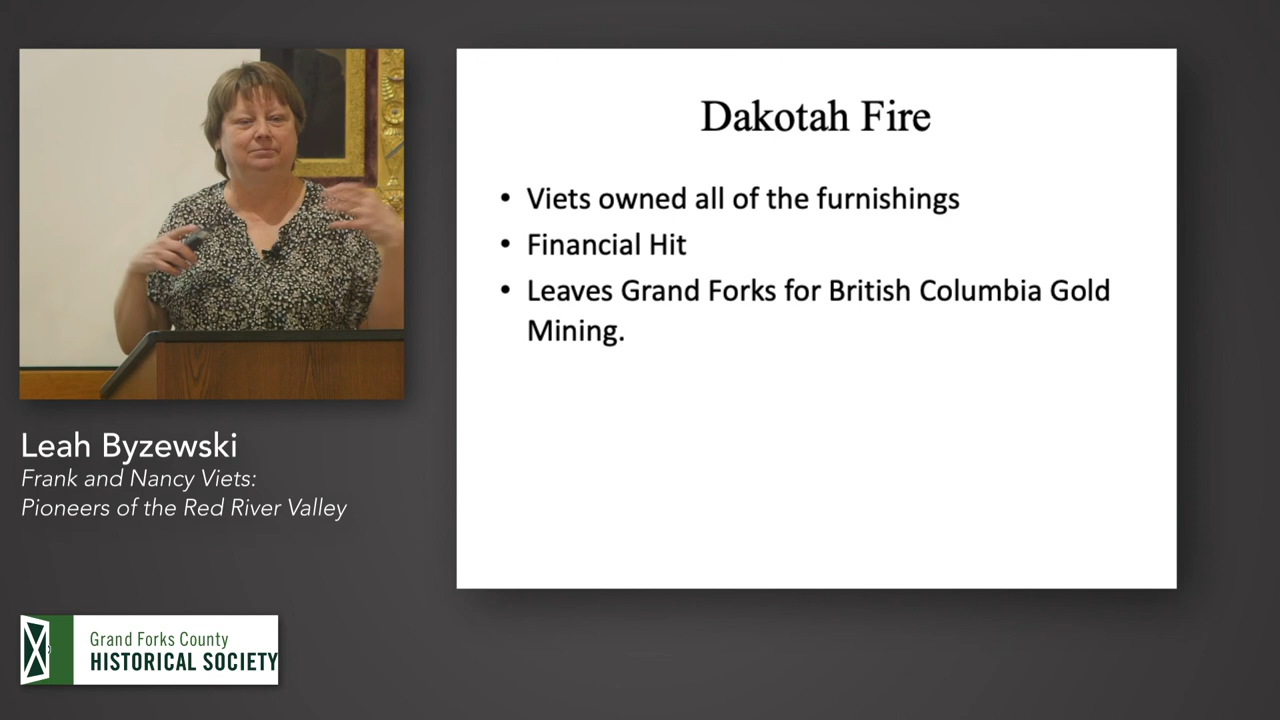 Dakotah Fire
• Viets owned all of the furnishings
• Financial Hit
• Leaves Grand Forks for British Columbia Gold
Mining.
Leah Byzewski
Frank and Nancy Viets:
Pioneers of the Red River Valley
Grand Forks County
HISTORICAL SOCIETY